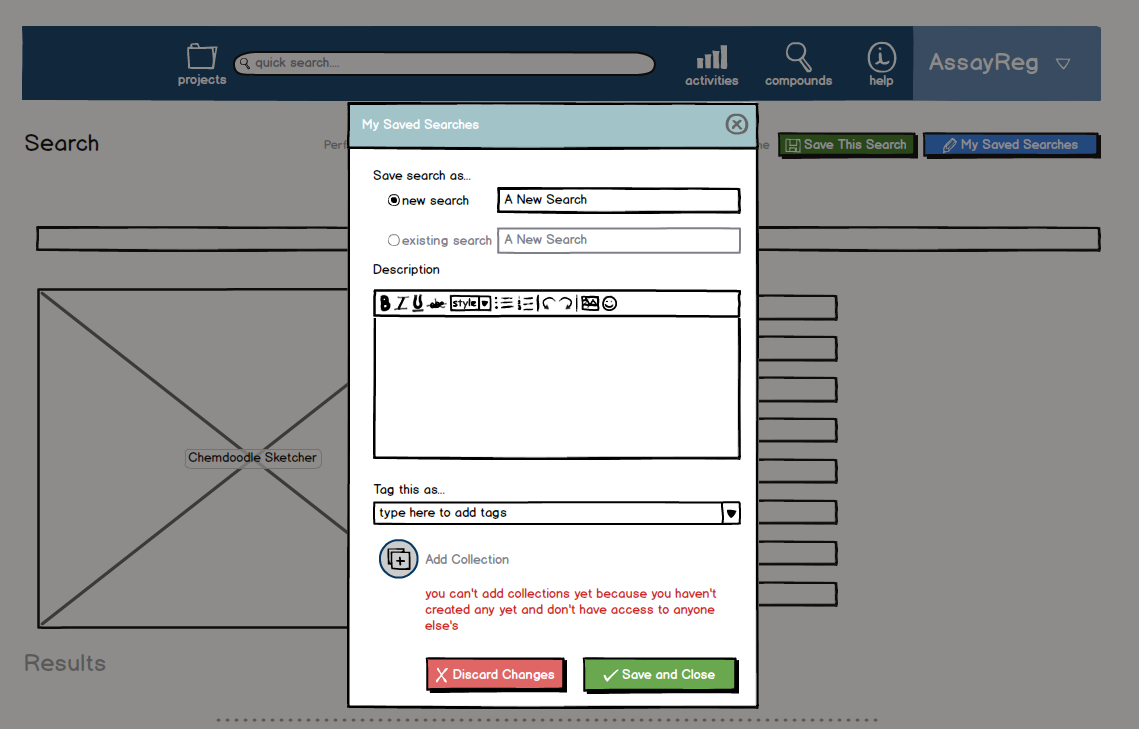 projects
quick search....
activities
compounds
help
AssayReg
My Saved Searches
Search
Perf
ne
Save This Search
My Saved Searches
Save search as...
new search
A New Search
existing search
A New Search
Description
B I U abc style
Chemdoodle Sketcher
Tag this as...
type here to add tags
Add Collection
you can't add collections yet because you haven't
created any yet and don't have access to anyone
else's
Results
Discard Changes
Save and Close